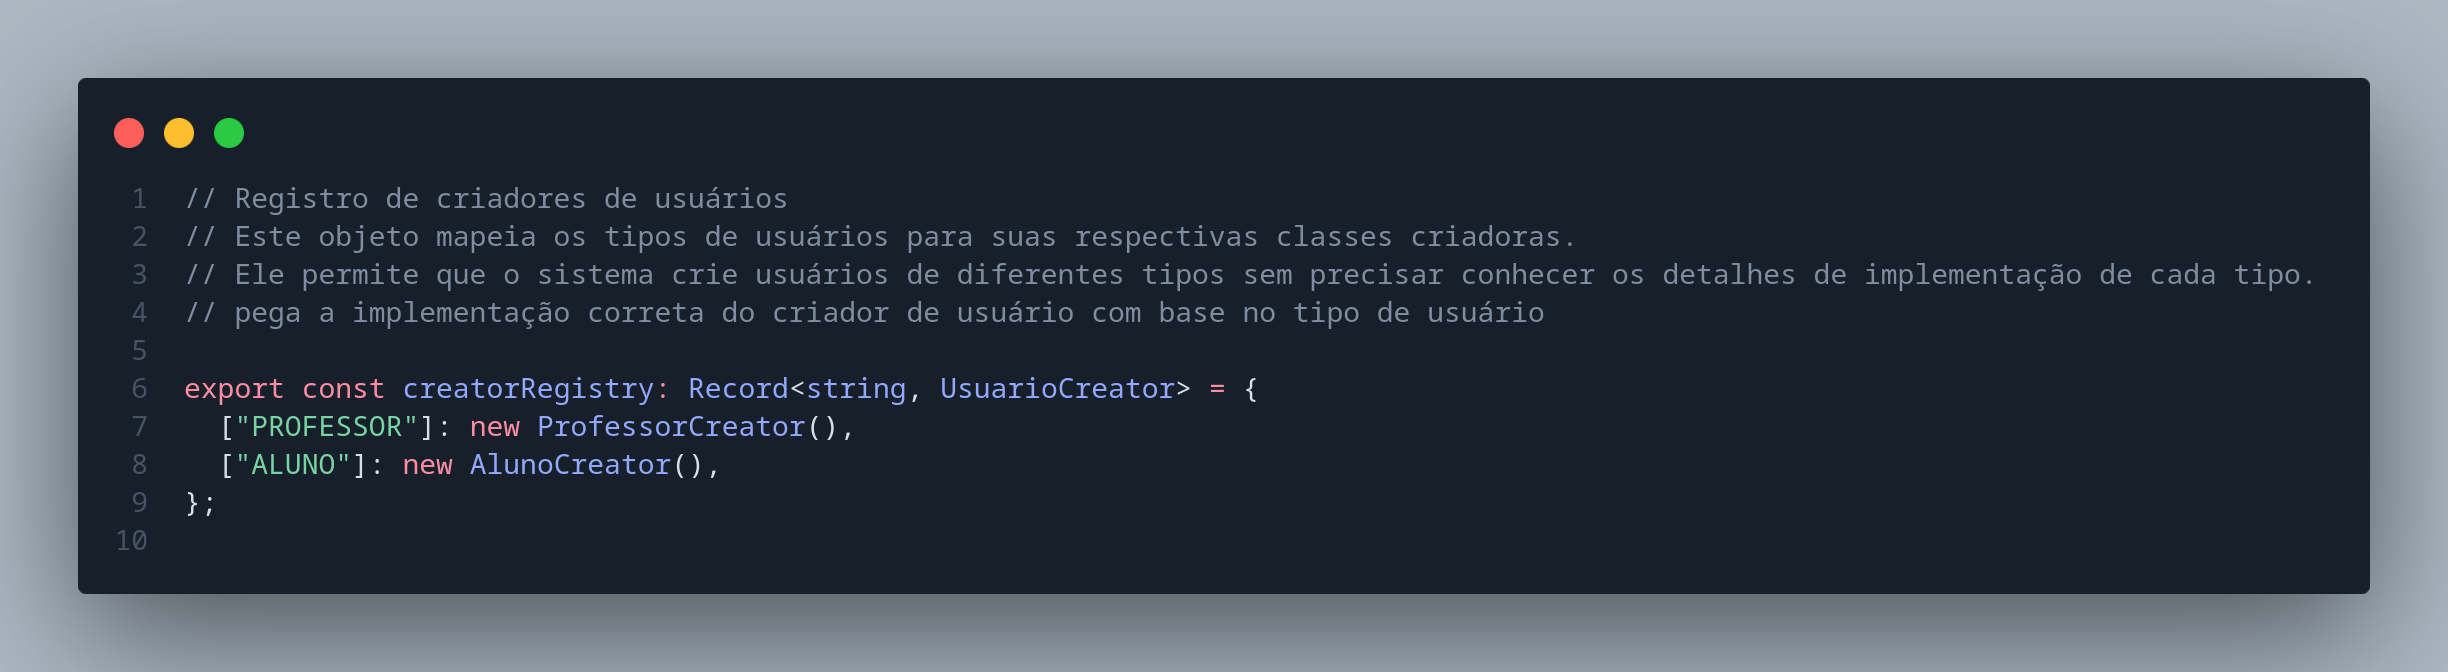 1 // Registro de criadores de usuários
2 // Este objeto mapeia os tipos de usuários para suas respectivas classes criadoras.
3 // Ele permite que o sistema crie usuários de diferentes tipos sem precisar conhecer os detalhes de implementação de cada tipo.
4 // pega a implementação correta do criador de usuário com base no tipo de usuário
5
6 export const creatorRegistry: Record<string, UsuarioCreator> = {
7   ["PROFESSOR"]: new ProfessorCreator(),
8   ["ALUNO"]: new AlunoCreator(),
9 };
10